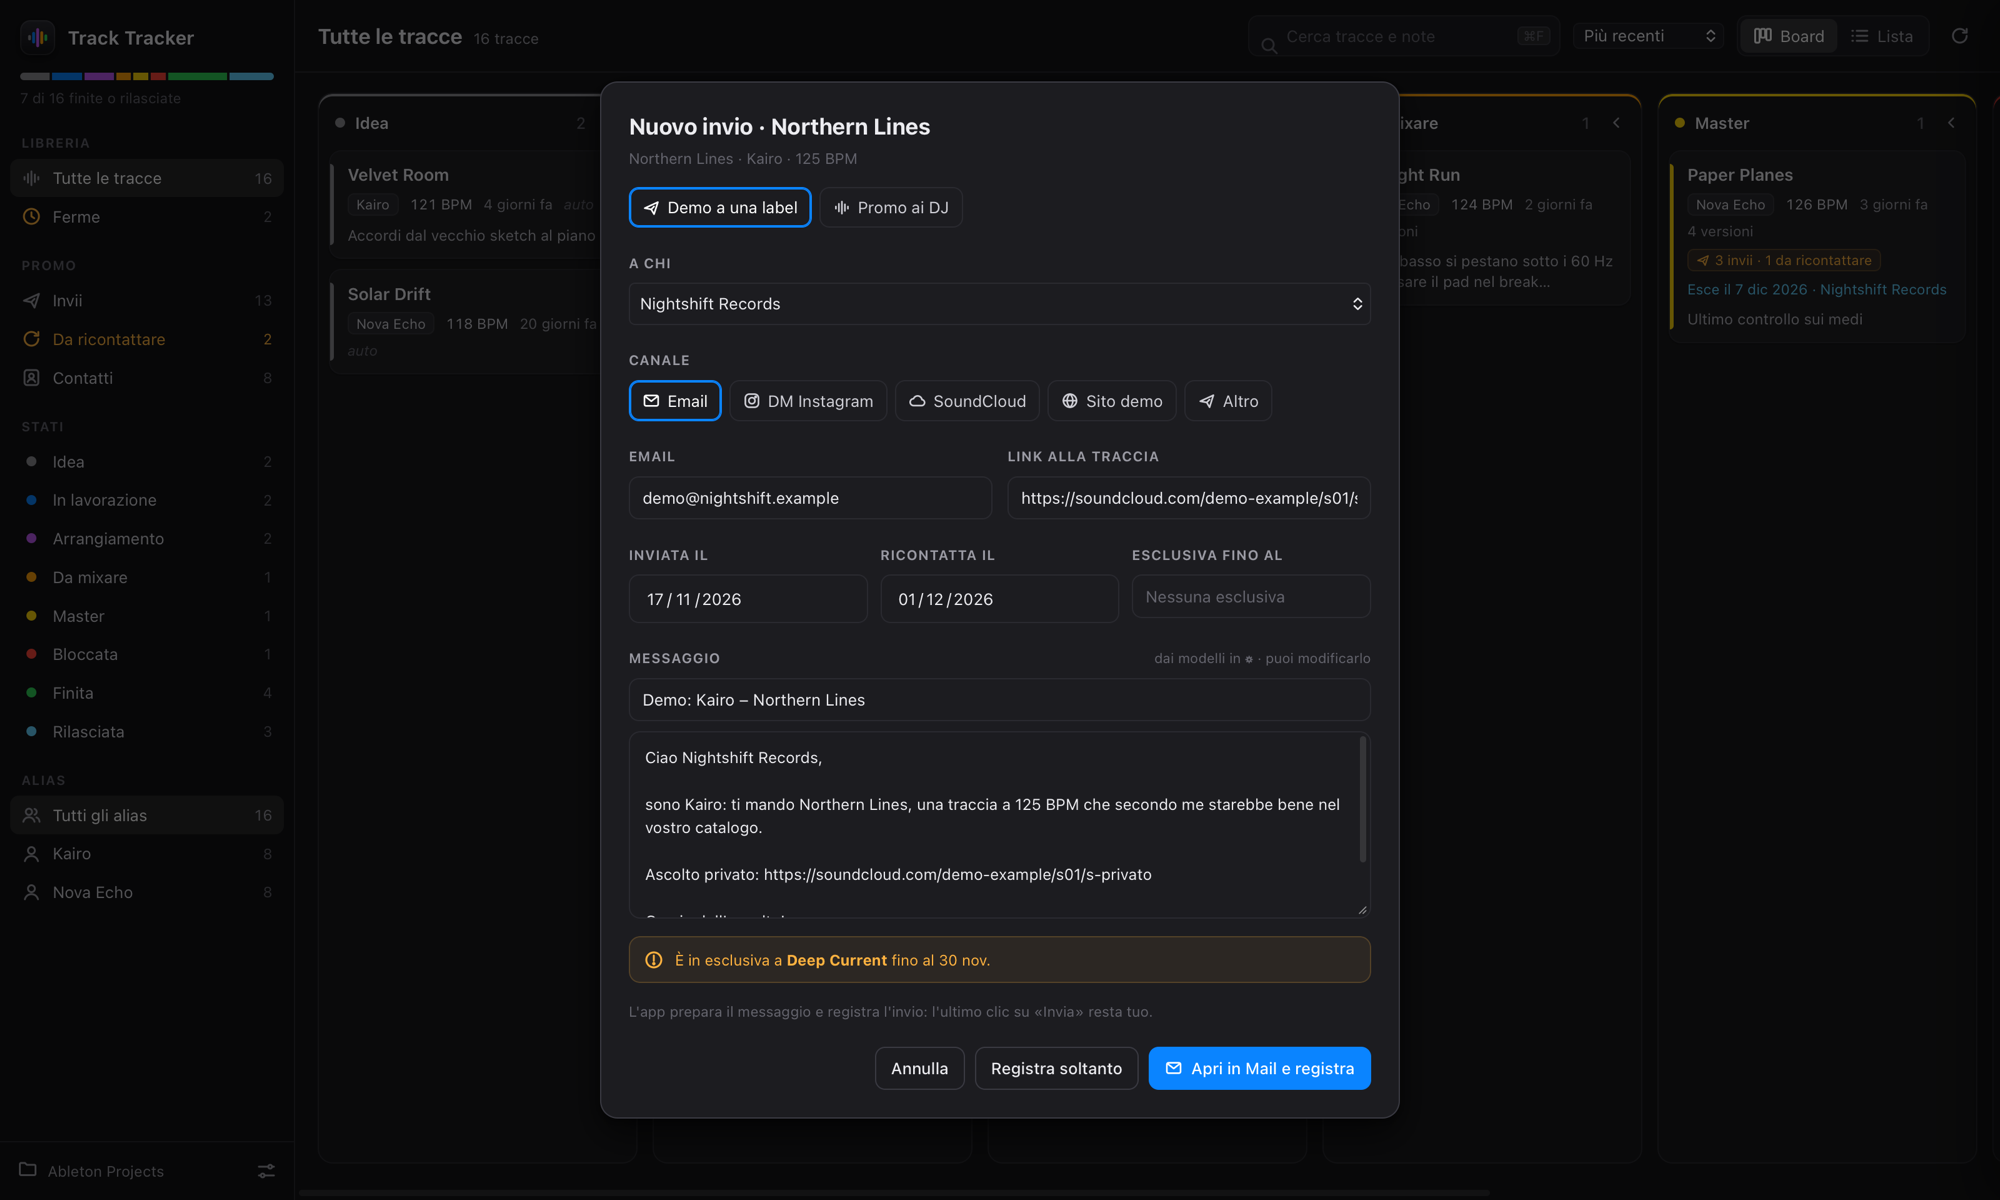 Track Tracker
7 di 16 finite o rilasciate
LIBRERIA
Tutte le tracce 16
Ferme 2
PROMO
Invii 13
Da ricontattare 2
Contatti 8
STATI
Idea 2
In lavorazione 2
Arrangiamento 2
Da mixare 1
Master 1
Bloccata 1
Finita 4
Rilasciata 3
ALIAS
Tutti gli alias 16
Kairo 8
Nova Echo 8
Ableton Projects
Tutte le tracce 16 tracce
Cerca tracce e note ⌘F
Più recenti
Board
Lista
Idea 2
Velvet Room
Kairo 121 BPM 4 giorni fa auto
Accordi dal vecchio sketch al piano
Solar Drift
Nova Echo 118 BPM 20 giorni fa
auto
Nuovo invio · Northern Lines
Northern Lines · Kairo · 125 BPM
Demo a una label
Promo ai DJ
A CHI
Nightshift Records
CANALE
Email
DM Instagram
SoundCloud
Sito demo
Altro
EMAIL
demo@nightshift.example
LINK ALLA TRACCIA
https://soundcloud.com/demo-example/s01/s
INVIATA IL
17/11/2026
RICONTATTA IL
01/12/2026
ESCLUSIVA FINO AL
Nessuna esclusiva
MESSAGGIO
dai modelli in · puoi modificarlo
Demo: Kairo – Northern Lines
Ciao Nightshift Records,
sono Kairo: ti mando Northern Lines, una traccia a 125 BPM che secondo me starebbe bene nel
vostro catalogo.
Ascolto privato: https://soundcloud.com/demo-example/s01/s-privato
È in esclusiva a Deep Current fino al 30 nov.
L'app prepara il messaggio e registra l'invio: l'ultimo clic su «Invia» resta tuo.
Annulla
Registra soltanto
Apri in Mail e registra
ixare 1
ght Run
Echo 124 BPM 2 giorni fa
oni
basso si pestano sotto i 60 Hz
sare il pad nel break...
Master 1
Paper Planes
Nova Echo 126 BPM 3 giorni fa
4 versioni
3 invii · 1 da ricontattare
Esce il 7 dic 2026 · Nightshift Records
Ultimo controllo sui medi